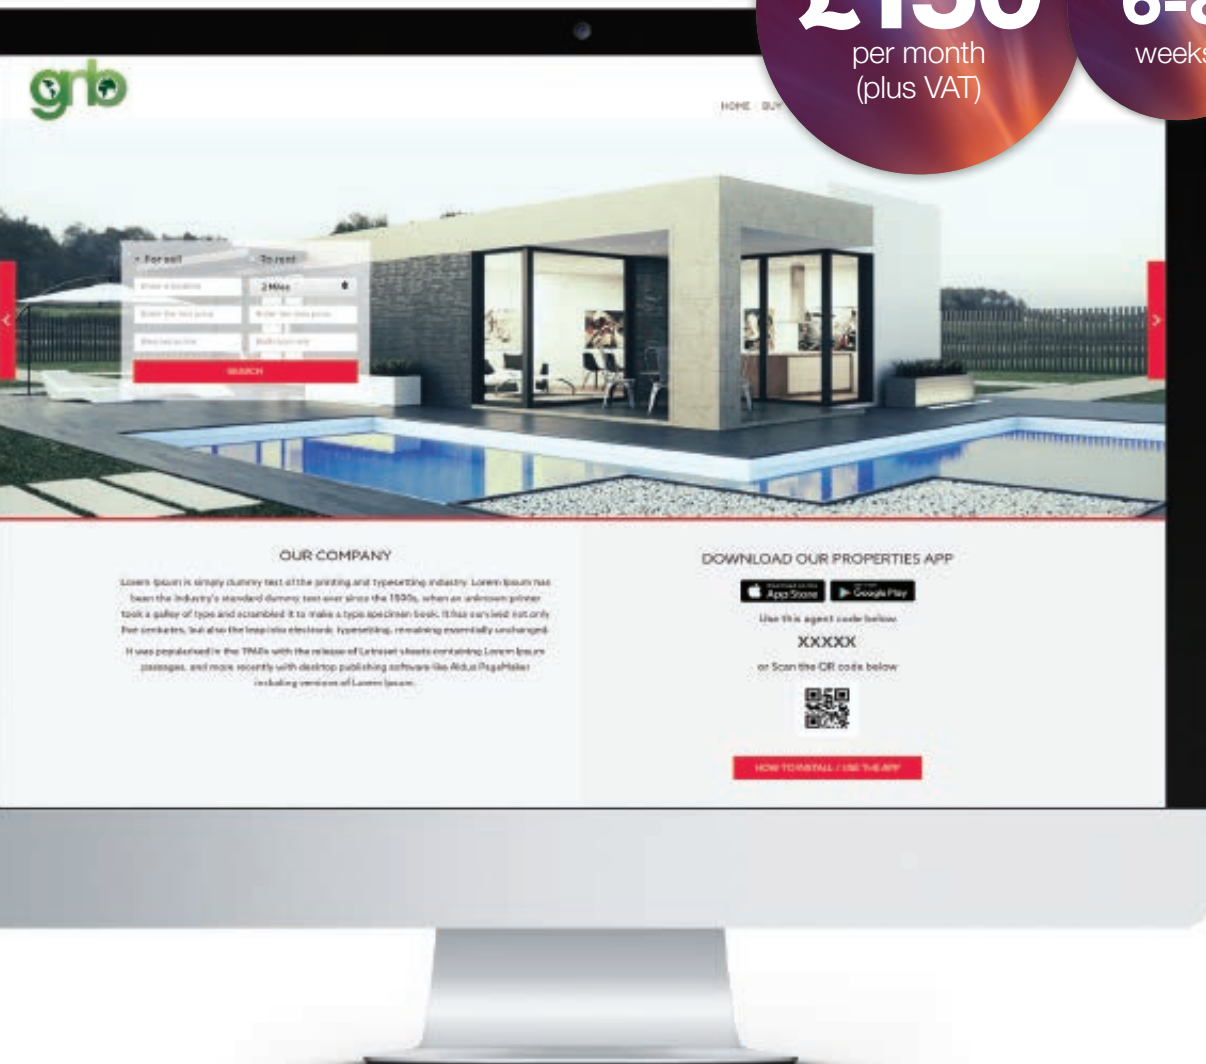 £150
per month
(plus VAT)
6-8
weeks
grb
HOME BUY
For sell To rent
Enter a location 2 Miles
SEARCH
OUR COMPANY
Lorem Ipsum is simply dummy text of the printing and typesetting industry. Lorem Ipsum has
been the industry's standard dummy text ever since the 1500s, when an unknown printer
took a galley of type and scrambled it to make a type specimen book. It has survived not only
five centuries, but also the leap into electronic typesetting, remaining essentially unchanged.
It was popularised in the 1960s with the release of Letraset sheets containing Lorem Ipsum
passages, and more recently with desktop publishing software like Aldus PageMaker
including versions of Lorem Ipsum.
DOWNLOAD OUR PROPERTIES APP
App Store Google Play
Use this agent code below
XXXXX
or Scan the QR code below
HOW TO INSTALL / USE THE APP